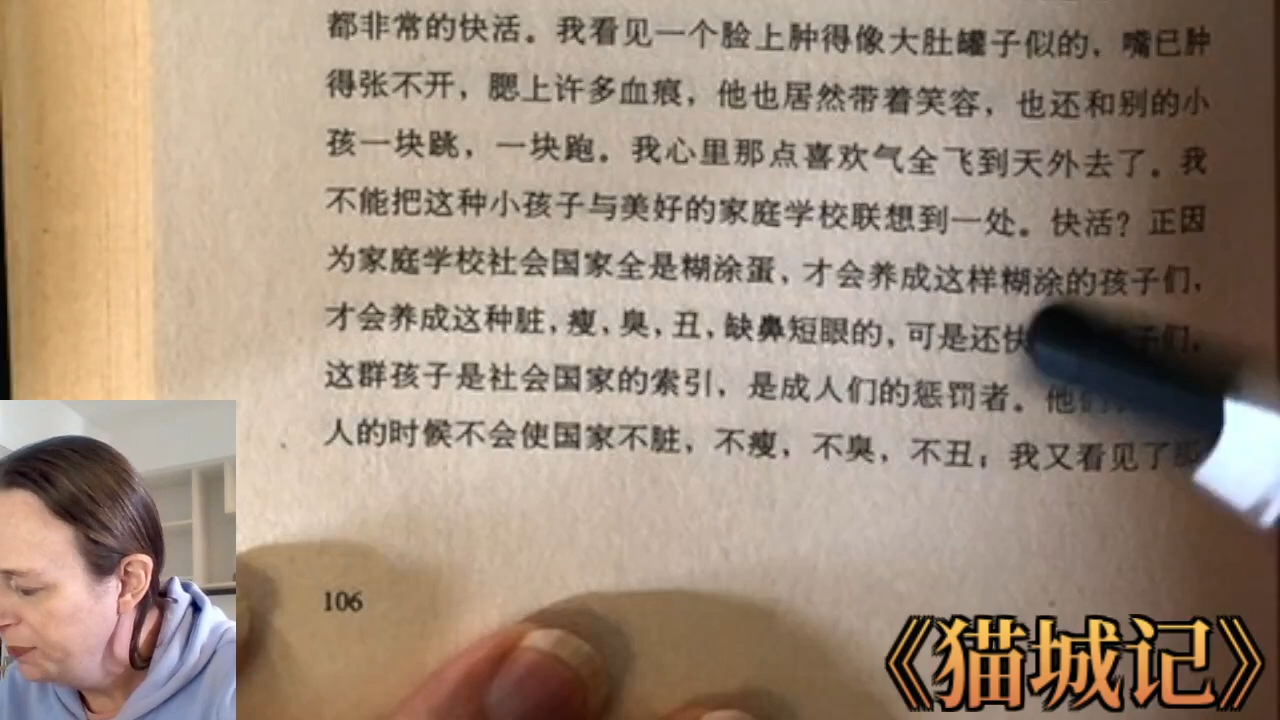 都非常的快活。我看见一个脸上肿得像大肚罐子似的，嘴已肿
得张不开，腮上许多血痕，他也居然带着笑容，也还和别的小
孩一块跳，一块跑。我心里那点喜欢气全飞到天外去了。我
不能把这种小孩子与美好的家庭学校联想到一处。快活？正因
为家庭学校社会国家全是糊涂蛋，才会养成这样糊涂的孩子们，
才会养成这种脏，瘦，臭，丑，缺鼻短眼的，可是还快 子们，
这群孩子是社会国家的索引，是成人们的惩罚者。他们
人的时候不会使国家不脏，不瘦，不臭，不丑；我又看见了
106
《猫城记》